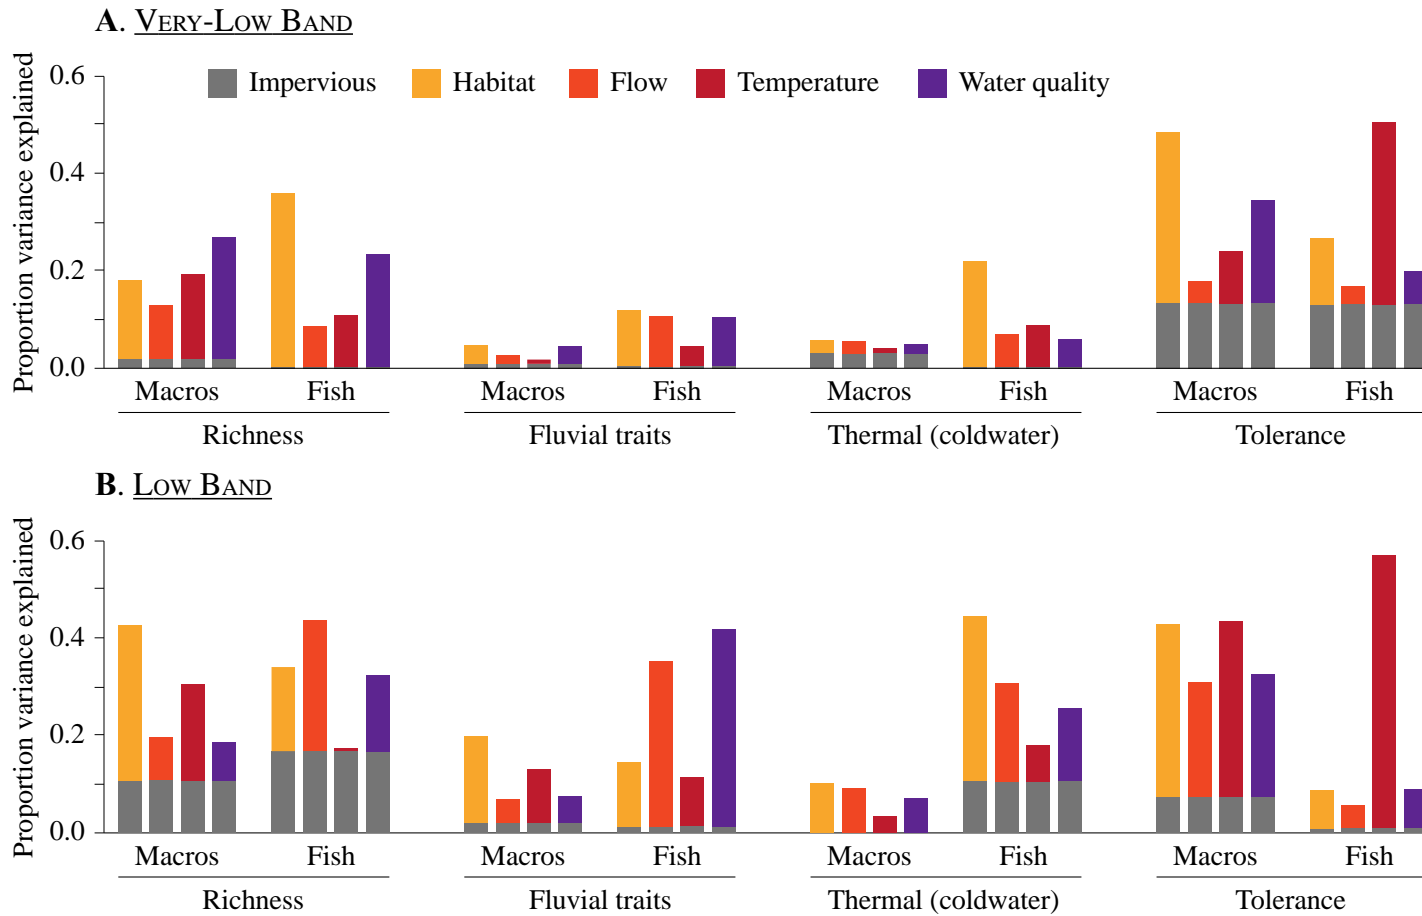 A. VERY-LOW BAND
Proportion variance explained
0.6
0.4
0.2
0.0
Impervious Habitat Flow Temperature Water quality
Macros Fish Macros Fish Macros Fish Macros Fish
Richness Fluvial traits Thermal (coldwater) Tolerance
B. LOW BAND
Proportion variance explained
0.6
0.4
0.2
0.0
Macros Fish Macros Fish Macros Fish Macros Fish
Richness Fluvial traits Thermal (coldwater) Tolerance